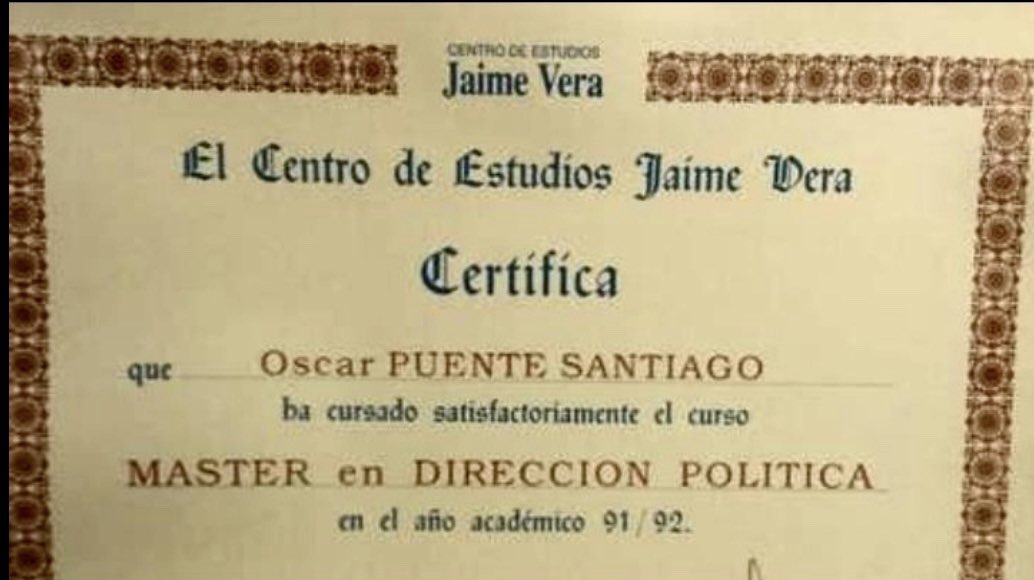 CENTRO DE ESTUDIOS
Jaime Vera
El Centro de Estudios Jaime Vera
Certifica
que Oscar PUENTE SANTIAGO
ha cursado satisfactoriamente el curso
MASTER en DIRECCION POLITICA
en el año académico 91/92.